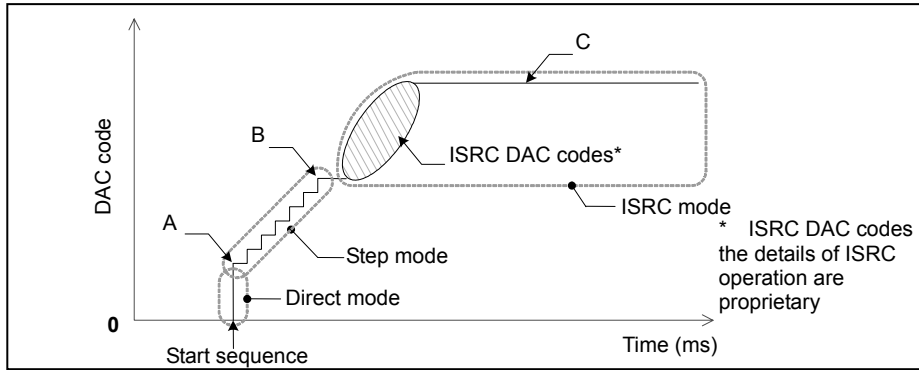 C
B
ISRC DAC codes*
DAC code
A
ISRC mode
* ISRC DAC codes
the details of ISRC
operation are
proprietary
Step mode
Direct mode
0
Time (ms)
Start sequence